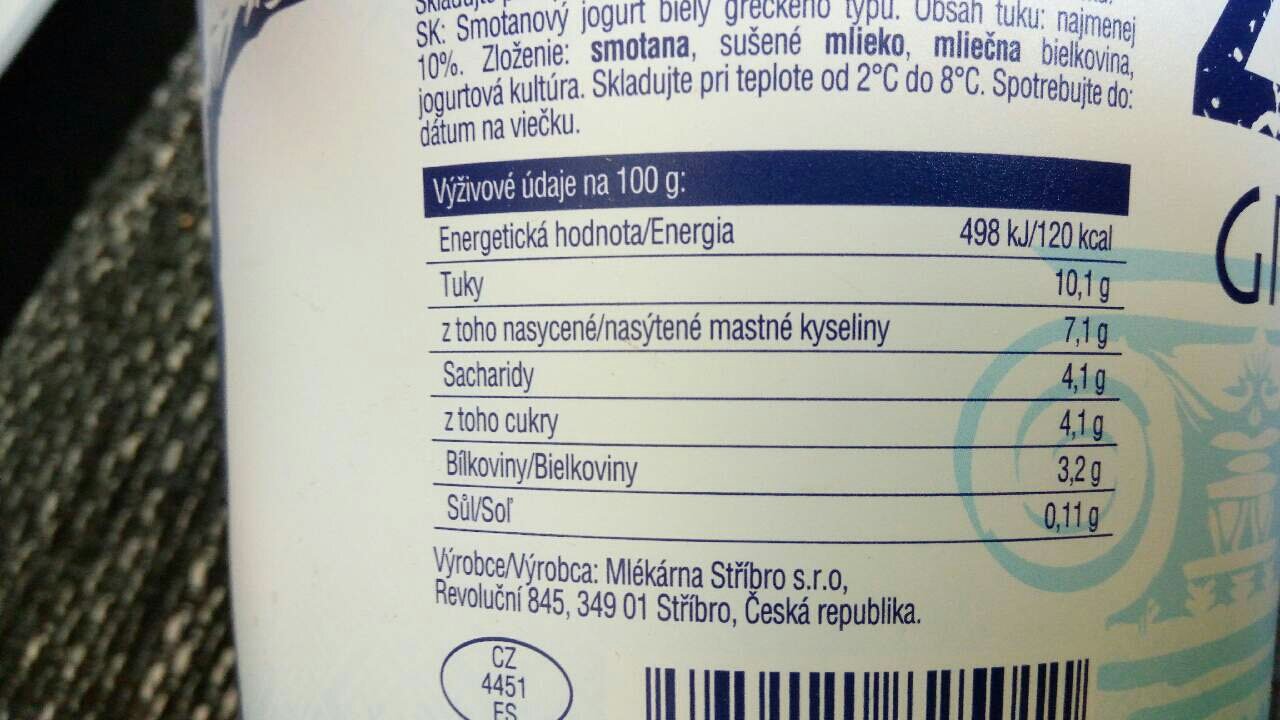 SK: Smotanový jogurt biely gréckeho typu. Obsah tuku: najmenej
10%. Zloženie: smotana, sušené mlieko, mliečna bielkovina,
jogurtová kultúra. Skladujte pri teplote od 2°C do 8°C. Spotrebujte do:
dátum na viečku.
Výživové údaje na 100 g:
Energetická hodnota/Energia 498 kJ/120 kcal
Tuky 10,1 g
z toho nasycené/nasýtené mastné kyseliny 7,1 g
Sacharidy 4,1 g
z toho cukry 4,1 g
Bílkoviny/Bielkoviny 3,2 g
Sůl/Soľ 0,11 g
Výrobce/Výrobca: Mlékárna Stříbro s.r.o,
Revoluční 845, 349 01 Stříbro, Česká republika.
CZ
4451
ES